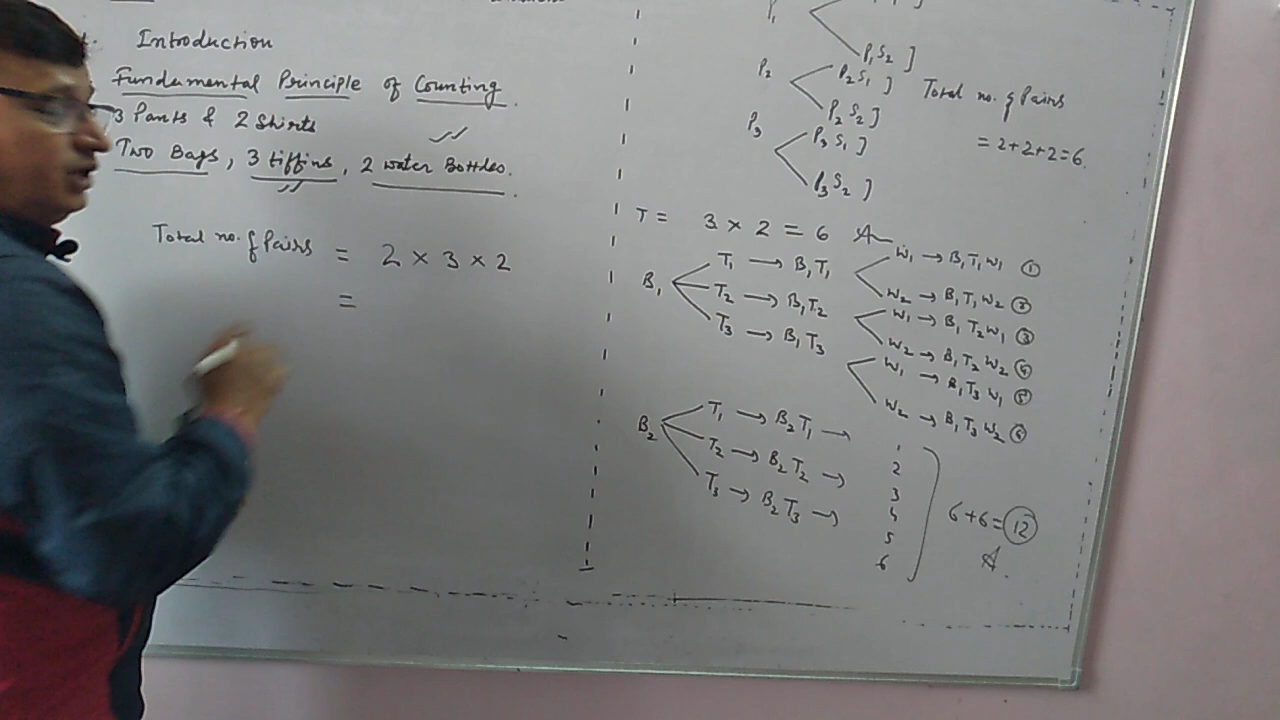 Introduction
Fundamental Principle of Counting.
3 Pants & 2 Shirts
Two Bags, 3 tiffins, 2 water Bottles.
Total no. of Pairs = 2 × 3 × 2
=
P₁
P₁S₂]
P₂ P₂S₁]
P₂S₂]
P₃ P₃S₁]
P₃S₂]
Total no. of Pairs
= 2+2+2=6
T = 3 × 2 = 6 A
B₁ T₁ → B₁T₁ W₁ → B₁T₁W₁ ①
W₂ → B₁T₁W₂ ②
T₂ → B₁T₂ W₁ → B₁T₂W₁ ③
W₂ → B₁T₂W₂ ④
T₃ → B₁T₃ W₁ → B₁T₃W₁ ⑤
W₂ → B₁T₃W₂ ⑥
B₂ T₁ → B₂T₁ →
T₂ → B₂T₂ →
T₃ → B₂T₃ →
1
2
3
4
5
6
6+6=⑫
A.